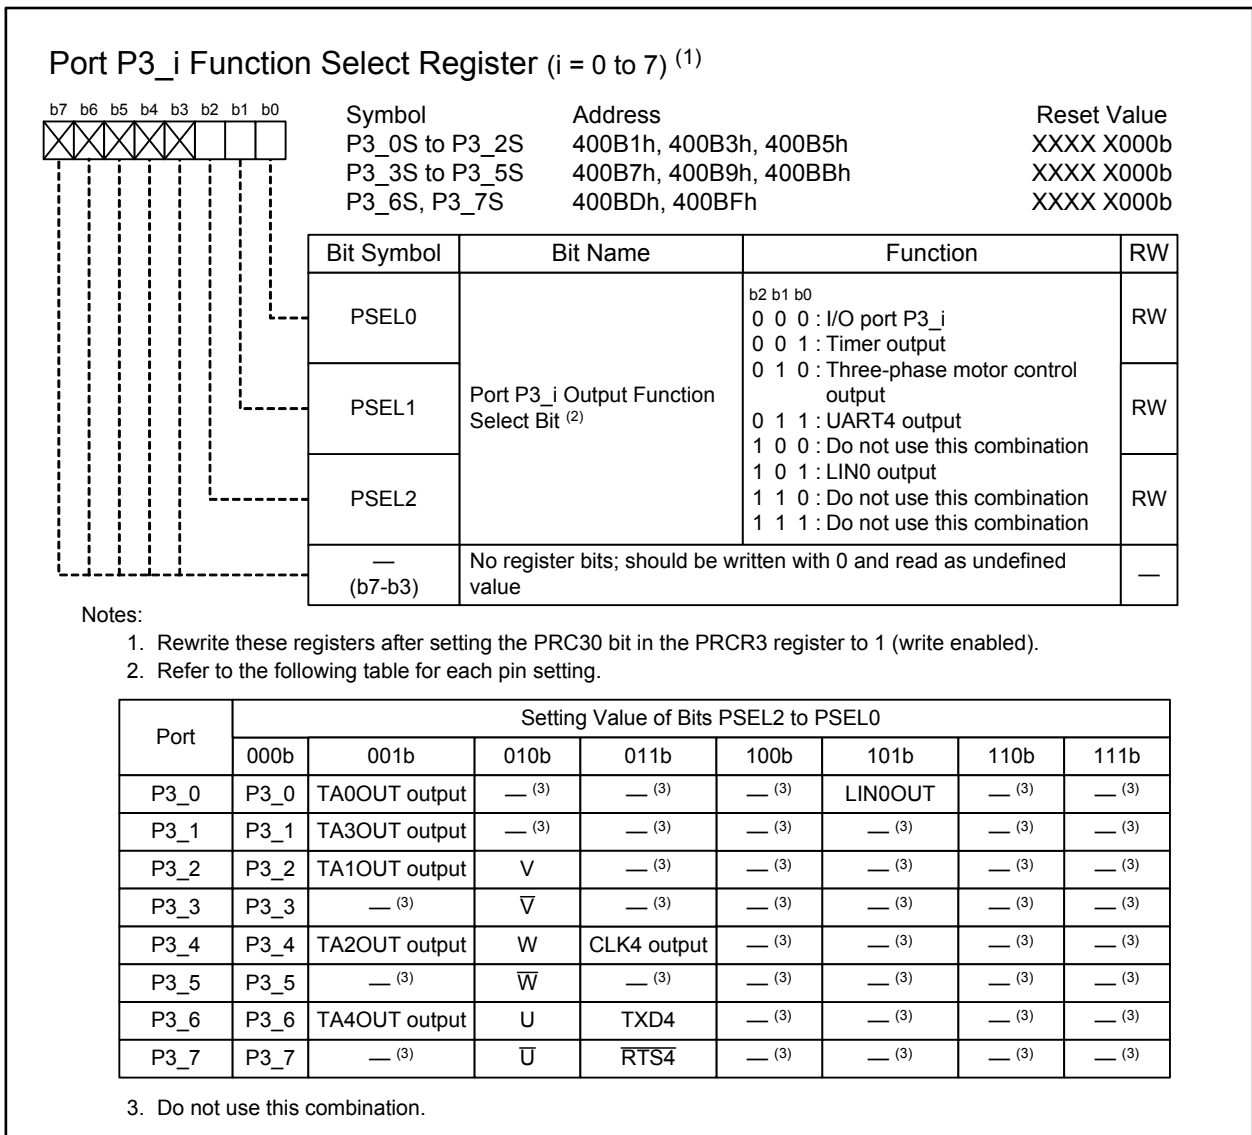 Port P3_i Function Select Register (i = 0 to 7) (1)
b7 b6 b5 b4 b3 b2 b1 b0
Symbol Address Reset Value
P3_0S to P3_2S 400B1h, 400B3h, 400B5h XXXX X000b
P3_3S to P3_5S 400B7h, 400B9h, 400BBh XXXX X000b
P3_6S, P3_7S 400BDh, 400BFh XXXX X000b
Bit Symbol Bit Name Function RW
PSEL0 RW
PSEL1 RW
PSEL2 RW
Port P3_i Output Function
Select Bit (2)
b2 b1 b0
0 0 0 : I/O port P3_i
0 0 1 : Timer output
0 1 0 : Three-phase motor control
output
0 1 1 : UART4 output
1 0 0 : Do not use this combination
1 0 1 : LIN0 output
1 1 0 : Do not use this combination
1 1 1 : Do not use this combination
—
(b7-b3)
No register bits; should be written with 0 and read as undefined
value
—
Notes:
1. Rewrite these registers after setting the PRC30 bit in the PRCR3 register to 1 (write enabled).
2. Refer to the following table for each pin setting.
Port Setting Value of Bits PSEL2 to PSEL0
000b 001b 010b 011b 100b 101b 110b 111b
P3_0 P3_0 TA0OUT output — (3) — (3) — (3) LIN0OUT — (3) — (3)
P3_1 P3_1 TA3OUT output — (3) — (3) — (3) — (3) — (3) — (3)
P3_2 P3_2 TA1OUT output V — (3) — (3) — (3) — (3) — (3)
P3_3 P3_3 — (3) V̅ — (3) — (3) — (3) — (3) — (3)
P3_4 P3_4 TA2OUT output W CLK4 output — (3) — (3) — (3) — (3)
P3_5 P3_5 — (3) W̅ — (3) — (3) — (3) — (3) — (3)
P3_6 P3_6 TA4OUT output U TXD4 — (3) — (3) — (3) — (3)
P3_7 P3_7 — (3) U̅ R̅T̅S̅4̅ — (3) — (3) — (3) — (3)
3. Do not use this combination.